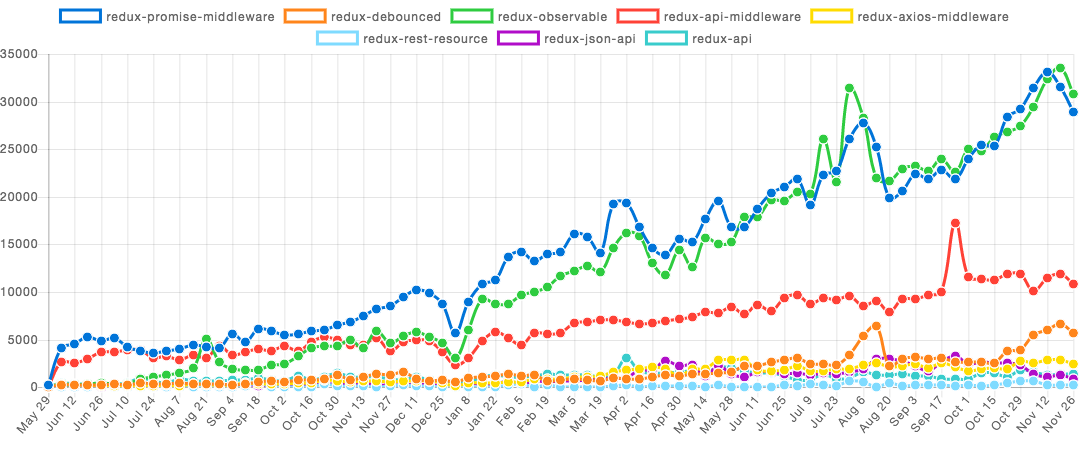 redux-promise-middleware redux-debounced redux-observable redux-api-middleware redux-axios-middleware
redux-rest-resource redux-json-api redux-api
35000
30000
25000
20000
15000
10000
5000
0
May 29 Jun 12 Jun 26 Jul 10 Jul 24 Aug 7 Aug 21 Sep 4 Sep 17 Oct 2 Oct 16 Oct 30 Nov 13 Nov 27 Dec 11 Dec 25 Jan 8 Jan 22 Feb 5 Feb 19 Mar 5 Mar 19 Apr 2 Apr 16 Apr 30 May 14 May 28 Jun 11 Jun 25 Jul 9 Jul 23 Aug 6 Aug 20 Sep 3 Sep 17 Oct 1 Oct 15 Oct 29 Nov 12 Nov 26